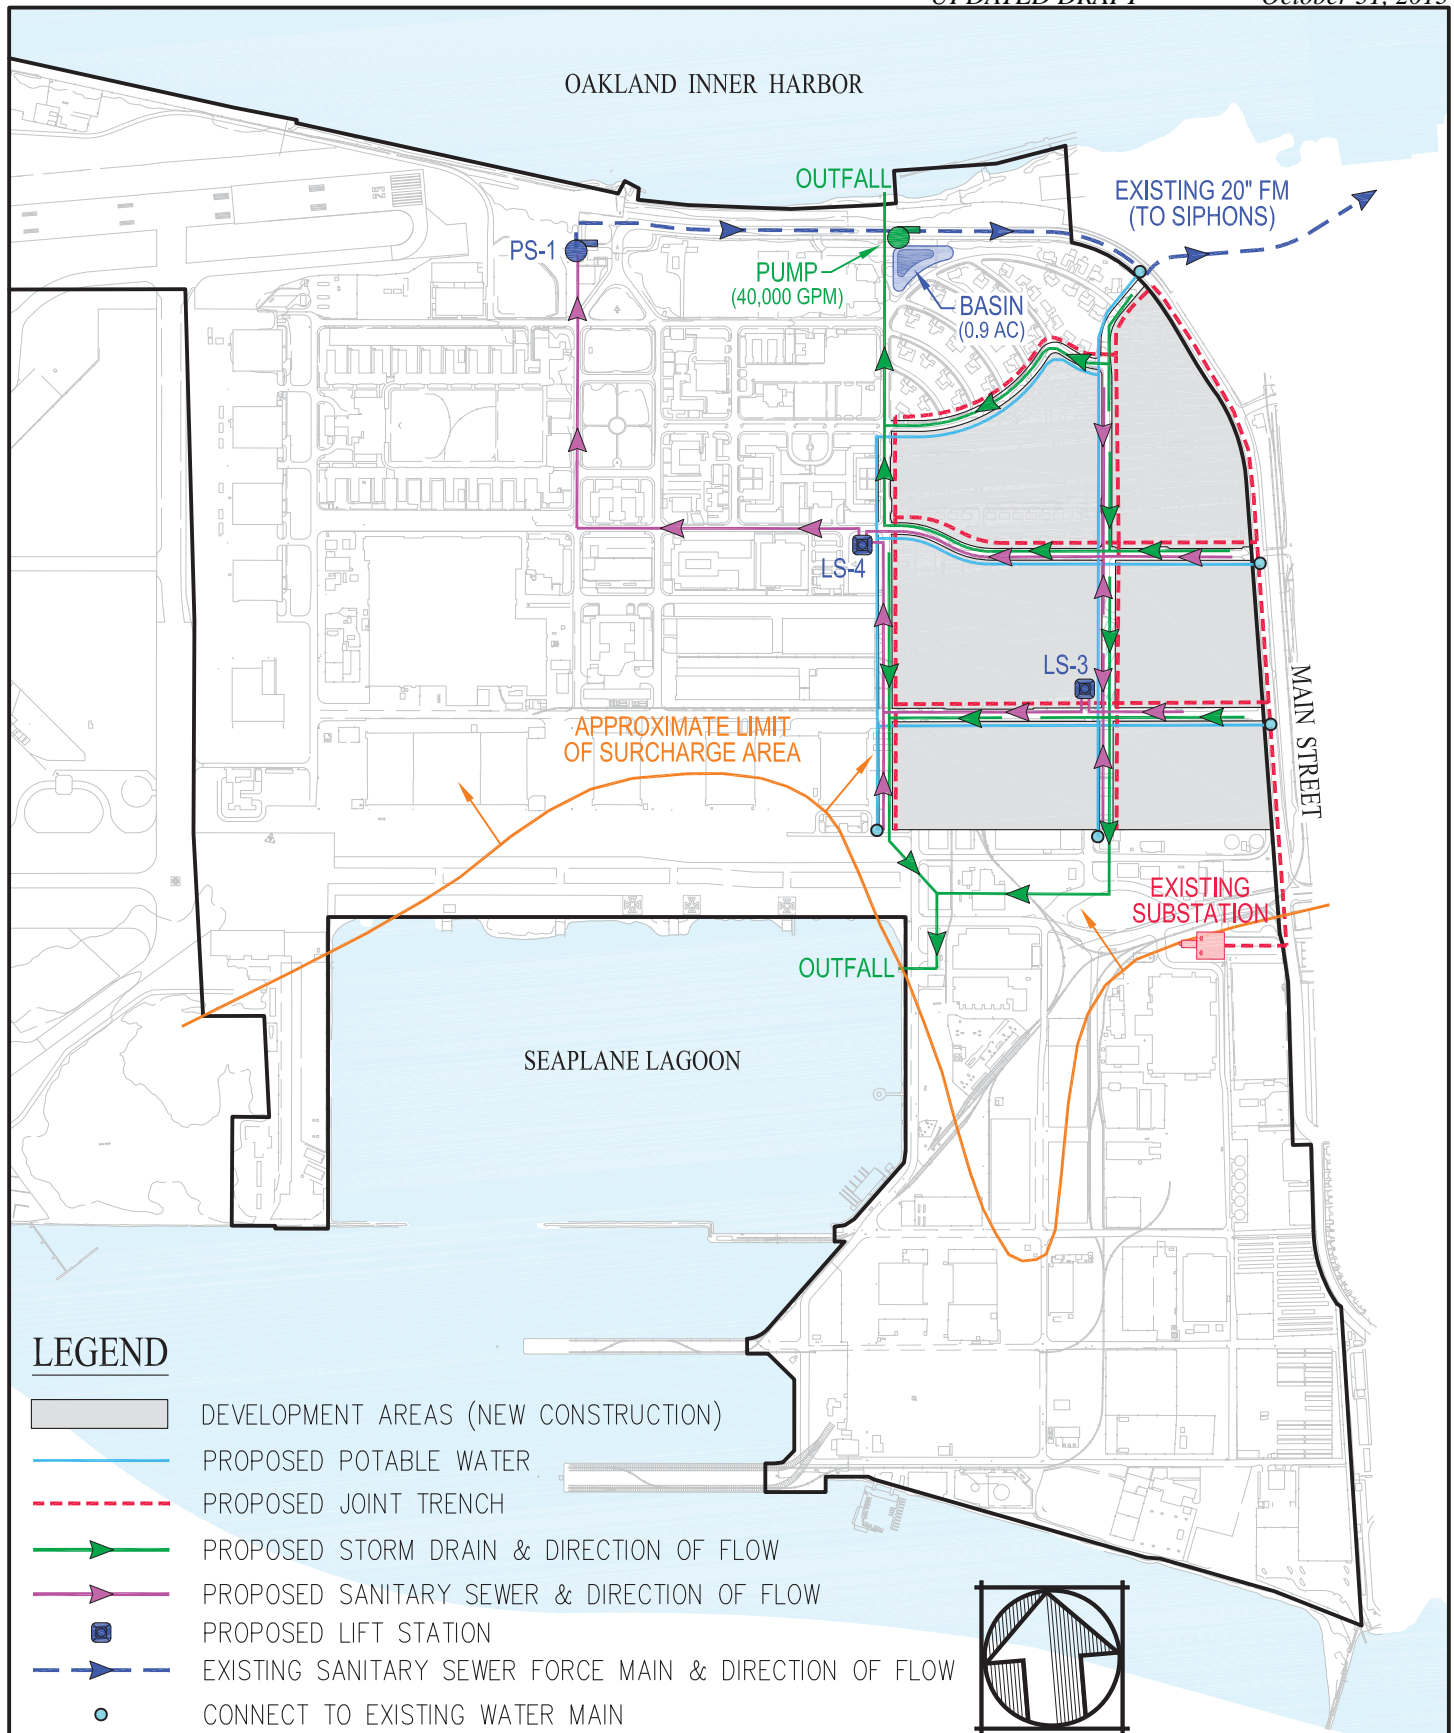 OAKLAND INNER HARBOR
OUTFALL
EXISTING 20" FM
(TO SIPHONS)
PS-1
PUMP
(40,000 GPM)
BASIN
(0.9 AC)
LS-4
LS-3
MAIN STREET
APPROXIMATE LIMIT
OF SURCHARGE AREA
EXISTING
SUBSTATION
OUTFALL
SEAPLANE LAGOON
LEGEND
DEVELOPMENT AREAS (NEW CONSTRUCTION)
PROPOSED POTABLE WATER
PROPOSED JOINT TRENCH
PROPOSED STORM DRAIN & DIRECTION OF FLOW
PROPOSED SANITARY SEWER & DIRECTION OF FLOW
PROPOSED LIFT STATION
EXISTING SANITARY SEWER FORCE MAIN & DIRECTION OF FLOW
CONNECT TO EXISTING WATER MAIN